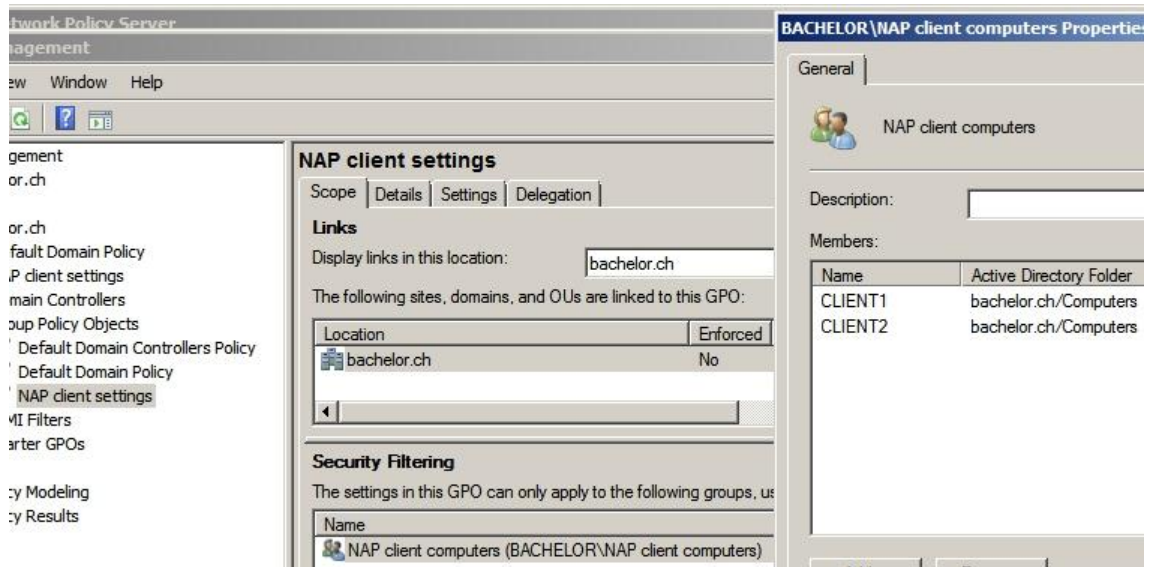 twork Policy Server
nagement
ew Window Help
gement
or.ch
or.ch
fault Domain Policy
P client settings
main Controllers
oup Policy Objects
Default Domain Controllers Policy
Default Domain Policy
NAP client settings
MI Filters
arter GPOs
cy Modeling
cy Results
NAP client settings
Scope Details Settings Delegation
Links
Display links in this location: bachelor.ch
The following sites, domains, and OUs are linked to this GPO:
Location Enforced
bachelor.ch No
Security Filtering
The settings in this GPO can only apply to the following groups, us
Name
NAP client computers (BACHELOR\NAP client computers)
BACHELOR\NAP client computers Properties
General
NAP client computers
Description:
Members:
Name Active Directory Folder
CLIENT1 bachelor.ch/Computers
CLIENT2 bachelor.ch/Computers